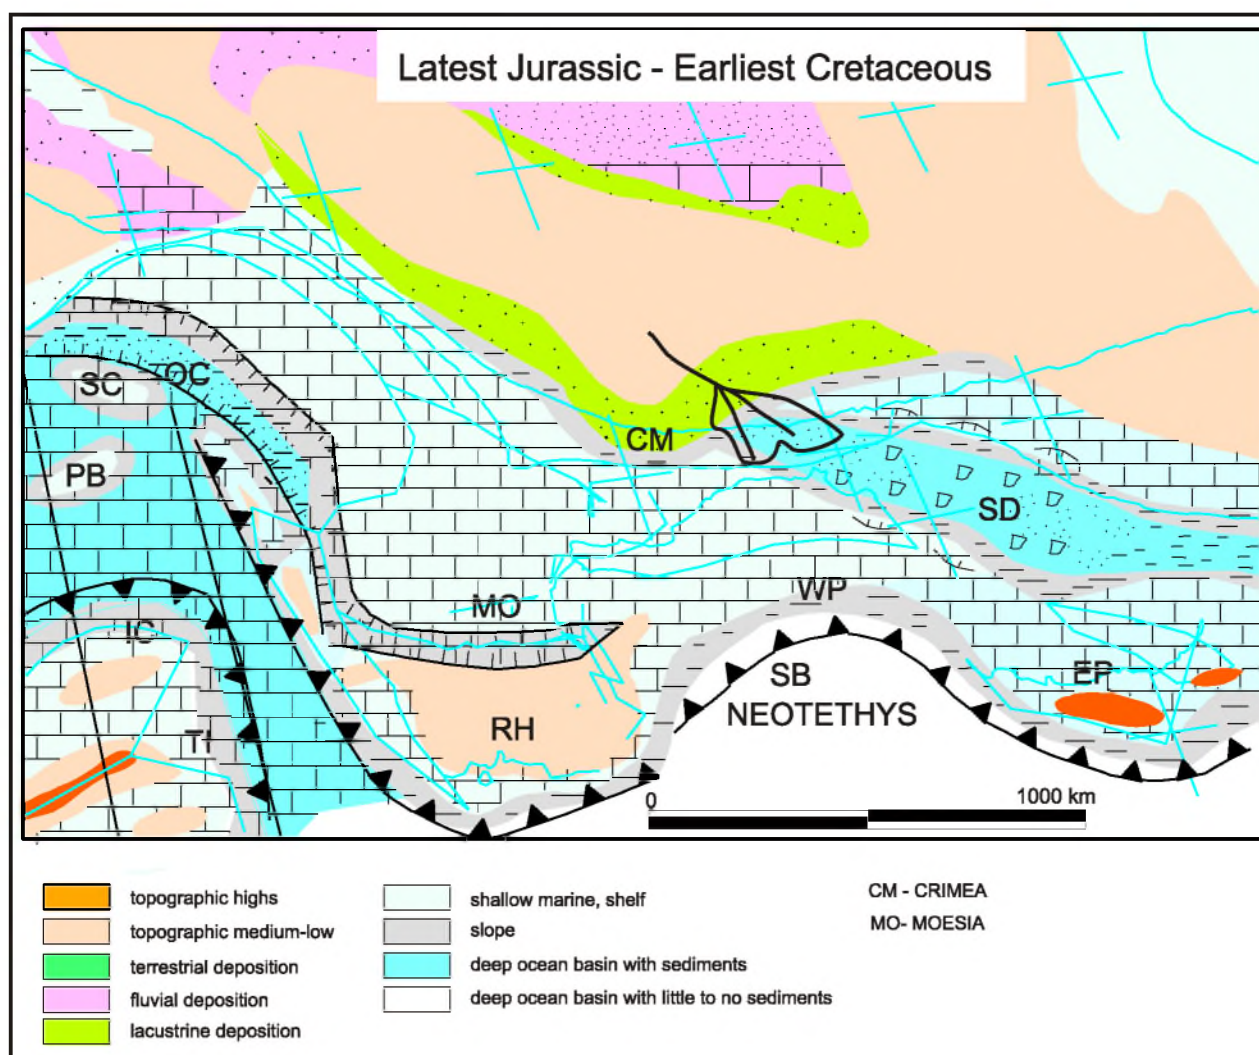 Latest Jurassic - Earliest Cretaceous
SC
OC
PB
CM
SD
MO
WP
IC
SB
EP
NEOTETHYS
RH
TI
0
1000 km
topographic highs
topographic medium-low
terrestrial deposition
fluvial deposition
lacustrine deposition
shallow marine, shelf
slope
deep ocean basin with sediments
deep ocean basin with little to no sediments
CM - CRIMEA
MO- MOESIA